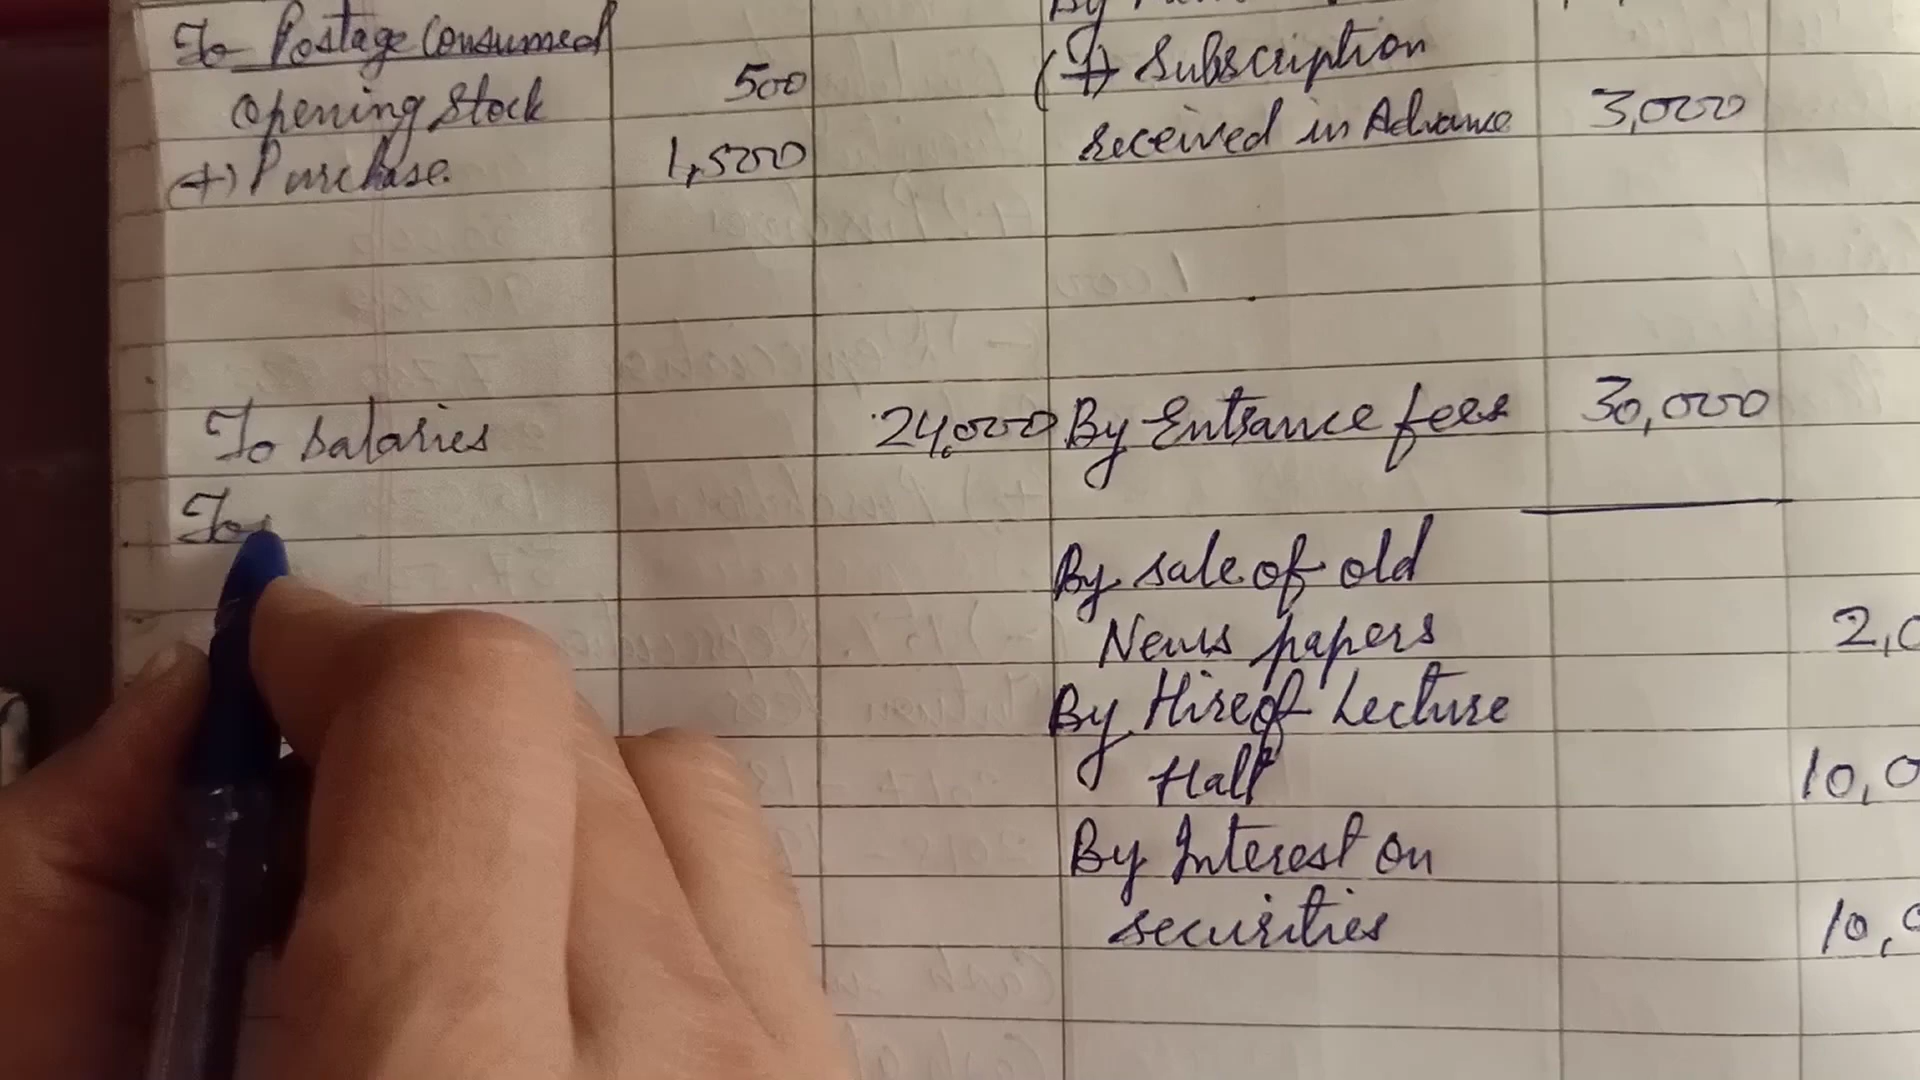 To Postage Consumed
Opening Stock 500
(+) Purchase. 1,500
To Salaries 24,000
To
By
(+) Subscription
received in Advance 3,000
By Entrance fees 30,000
By sale of old
News papers
By Hire of Lecture
Hall
By Interest on
securities